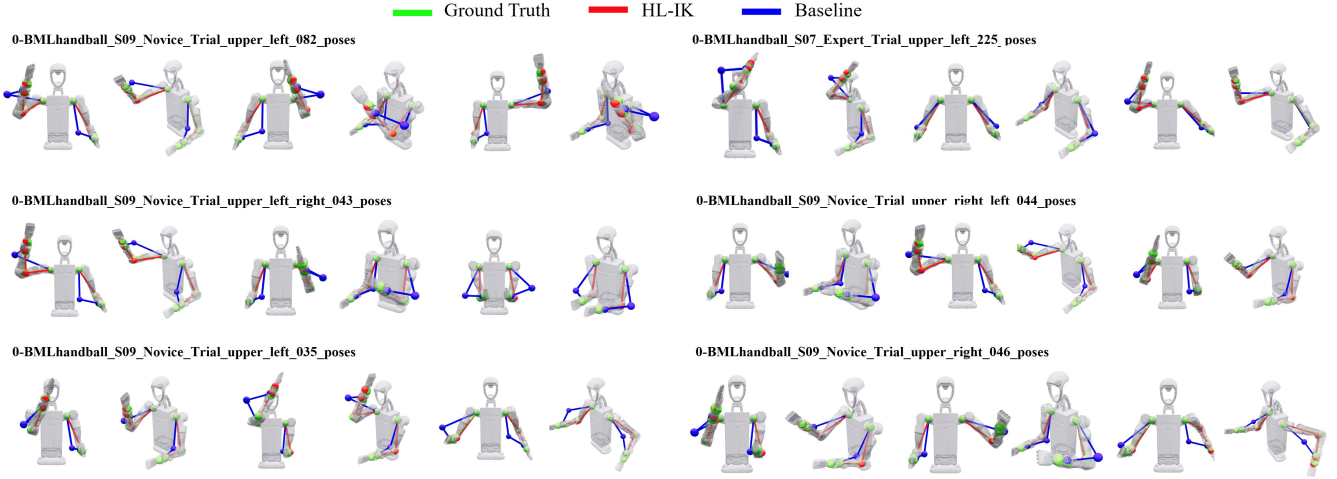 Ground Truth HL-IK Baseline
0-BMLhandball_S09_Novice_Trial_upper_left_082_poses
0-BMLhandball_S07_Expert_Trial_upper_left_225_poses
0-BMLhandball_S09_Novice_Trial_upper_left_right_043_poses
0-BMLhandball_S09_Novice_Trial_upper_right_left_044_poses
0-BMLhandball_S09_Novice_Trial_upper_left_035_poses
0-BMLhandball_S09_Novice_Trial_upper_right_046_poses